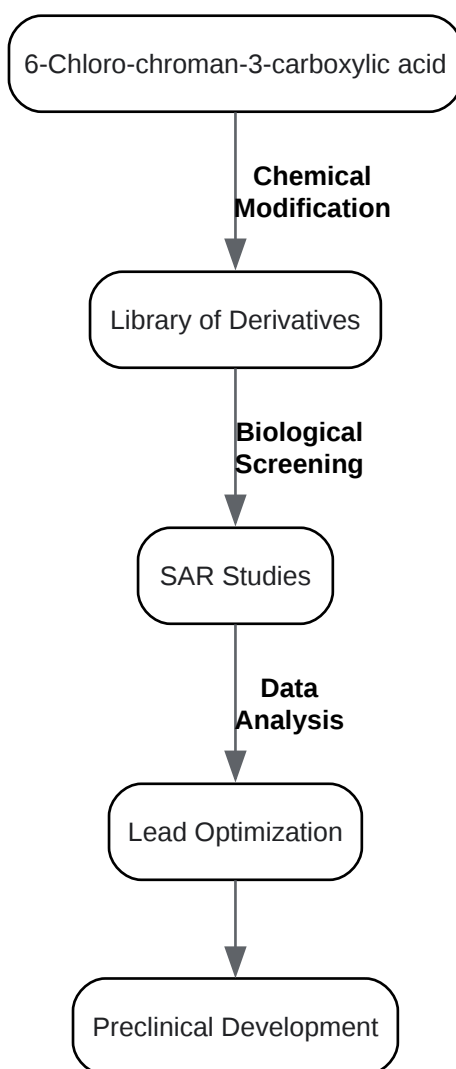 6-Chloro-chroman-3-carboxylic acid
Chemical
Modification
Library of Derivatives
Biological
Screening
SAR Studies
Data
Analysis
Lead Optimization
Preclinical Development